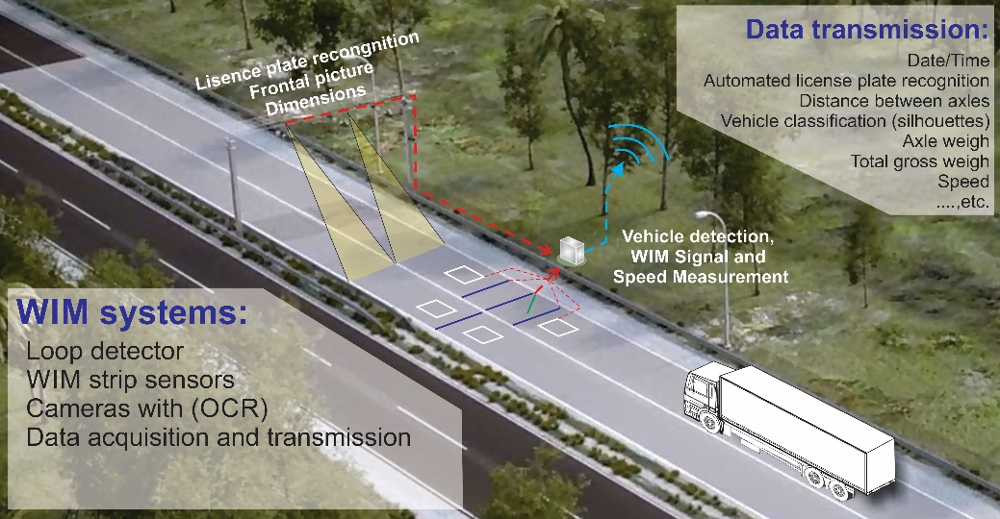 Lisence plate recongnition
Frontal picture
Dimensions
Data transmission:
Date/Time
Automated license plate recognition
Distance between axles
Vehicle classification (silhouettes)
Axle weigh
Total gross weigh
Speed
....,etc.
Vehicle detection,
WIM Signal and
Speed Measurement
WIM systems:
Loop detector
WIM strip sensors
Cameras with (OCR)
Data acquisition and transmission